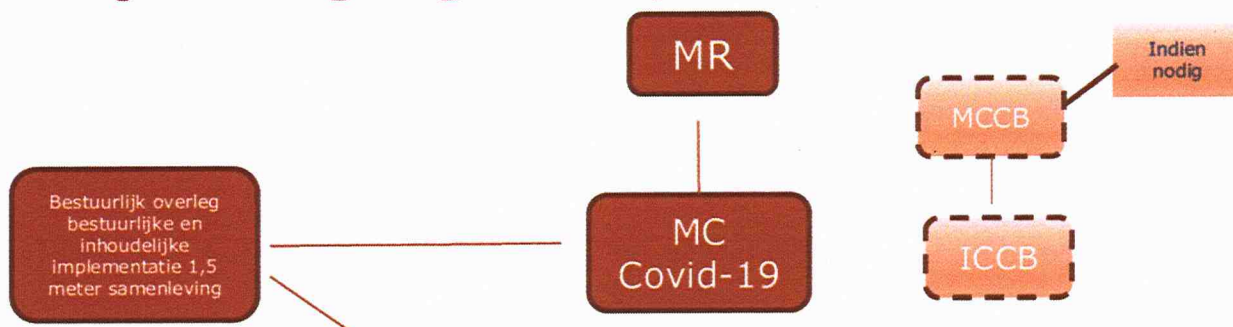 MR
Indien
nodig
MCCB
Bestuurlijk overleg
bestuurlijke en
inhoudelijke
implementatie 1,5
meter samenleving
MC
Covid-19
ICCB